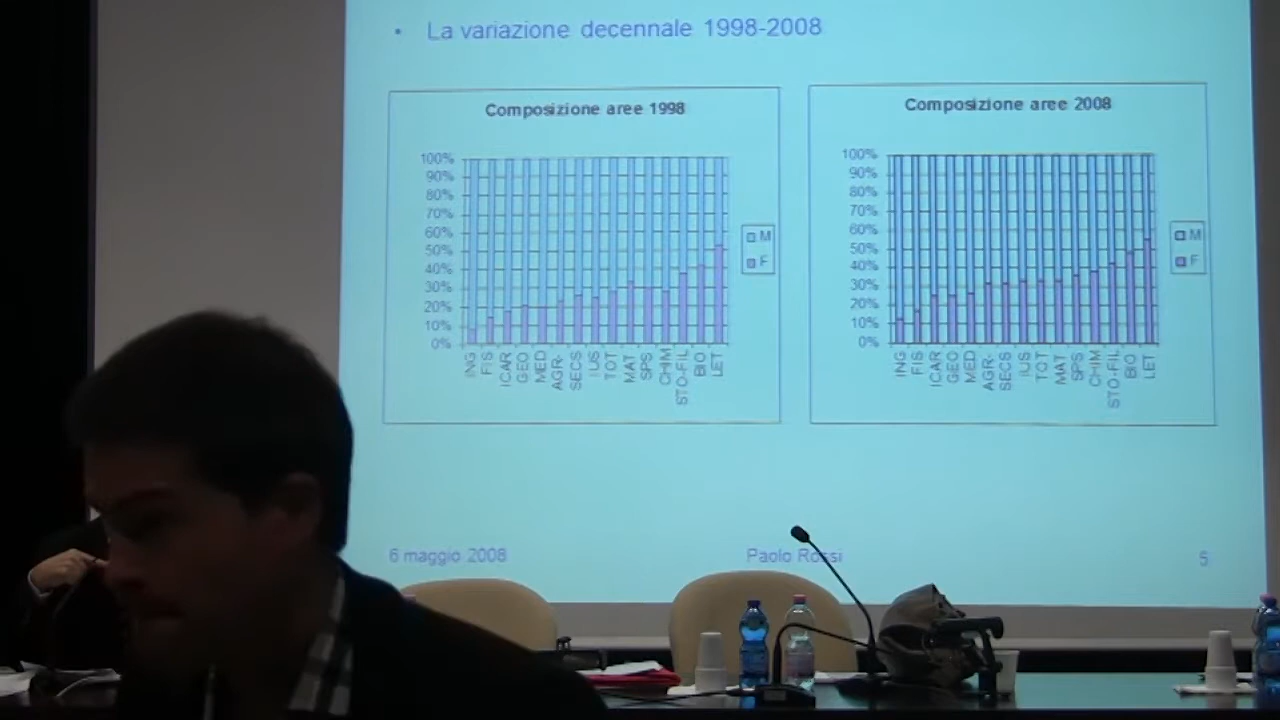 • La variazione decennale 1998-2008
Composizione aree 1998
100%
90%
80%
70%
60%
50%
40%
30%
20%
10%
0%
ING FIS ICAR GEO MED AGR- SECS IUS TOT MAT SPS CHIM STO-FIL BIO LET
M
F
Composizione aree 2008
100%
90%
80%
70%
60%
50%
40%
30%
20%
10%
0%
ING FIS ICAR GEO MED AGR- SECS IUS TOT MAT SPS CHIM STO-FIL BIO LET
M
F
6 maggio 2008
Paolo Rossi
5